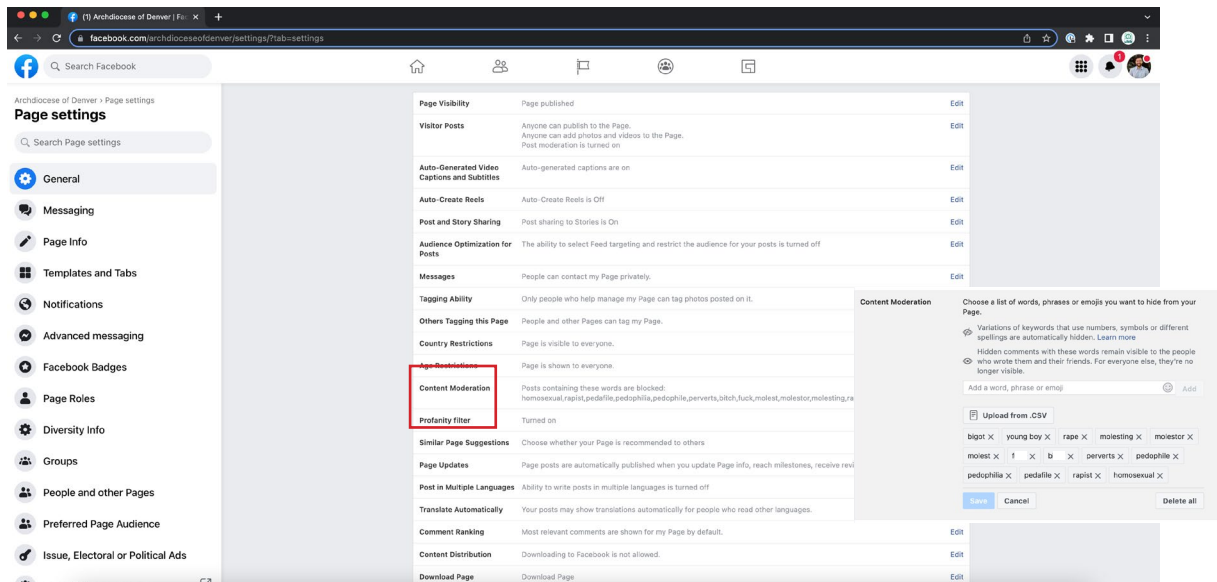 (1) Archdiocese of Denver | Fac
facebook.com/archdioceseofdenver/settings/?tab=settings
Search Facebook
1
Archdiocese of Denver › Page settings
Page settings
Search Page settings
General
Messaging
Page Info
Templates and Tabs
Notifications
Advanced messaging
Facebook Badges
Page Roles
Diversity Info
Groups
People and other Pages
Preferred Page Audience
Issue, Electoral or Political Ads
Page Visibility Page published Edit
Visitor Posts Anyone can publish to the Page. Edit
Anyone can add photos and videos to the Page.
Post moderation is turned on
Auto-Generated Video Auto-generated captions are on Edit
Captions and Subtitles
Auto-Create Reels Auto-Create Reels is Off Edit
Post and Story Sharing Post sharing to Stories is On Edit
Audience Optimization for The ability to select Feed targeting and restrict the audience for your posts is turned off Edit
Posts
Messages People can contact my Page privately. Edit
Tagging Ability Only people who help manage my Page can tag photos posted on it.
Others Tagging this Page People and other Pages can tag my Page.
Country Restrictions Page is visible to everyone.
Age Restrictions Page is shown to everyone.
Content Moderation Posts containing these words are blocked:
homosexual,rapist,pedafile,pedophilia,pedophile,perverts,bitch,fuck,molest,molestor,molesting,ra
Profanity filter Turned on
Similar Page Suggestions Choose whether your Page is recommended to others
Page Updates Page posts are automatically published when you update Page info, reach milestones, receive revi
Post in Multiple Languages Ability to write posts in multiple languages is turned off
Translate Automatically Your posts may show translations automatically for people who read other languages.
Comment Ranking Most relevant comments are shown for my Page by default. Edit
Content Distribution Downloading to Facebook is not allowed. Edit
Download Page Download Page Edit
Content Moderation Choose a list of words, phrases or emojis you want to hide from your
Page.
Variations of keywords that use numbers, symbols or different
spellings are automatically hidden. Learn more
Hidden comments with these words remain visible to the people
who wrote them and their friends. For everyone else, they're no
longer visible.
Add a word, phrase or emoji Add
Upload from .CSV
bigot young boy rape molesting molestor
molest f b perverts pedophile
pedophilia pedafile rapist homosexual
Save Cancel Delete all